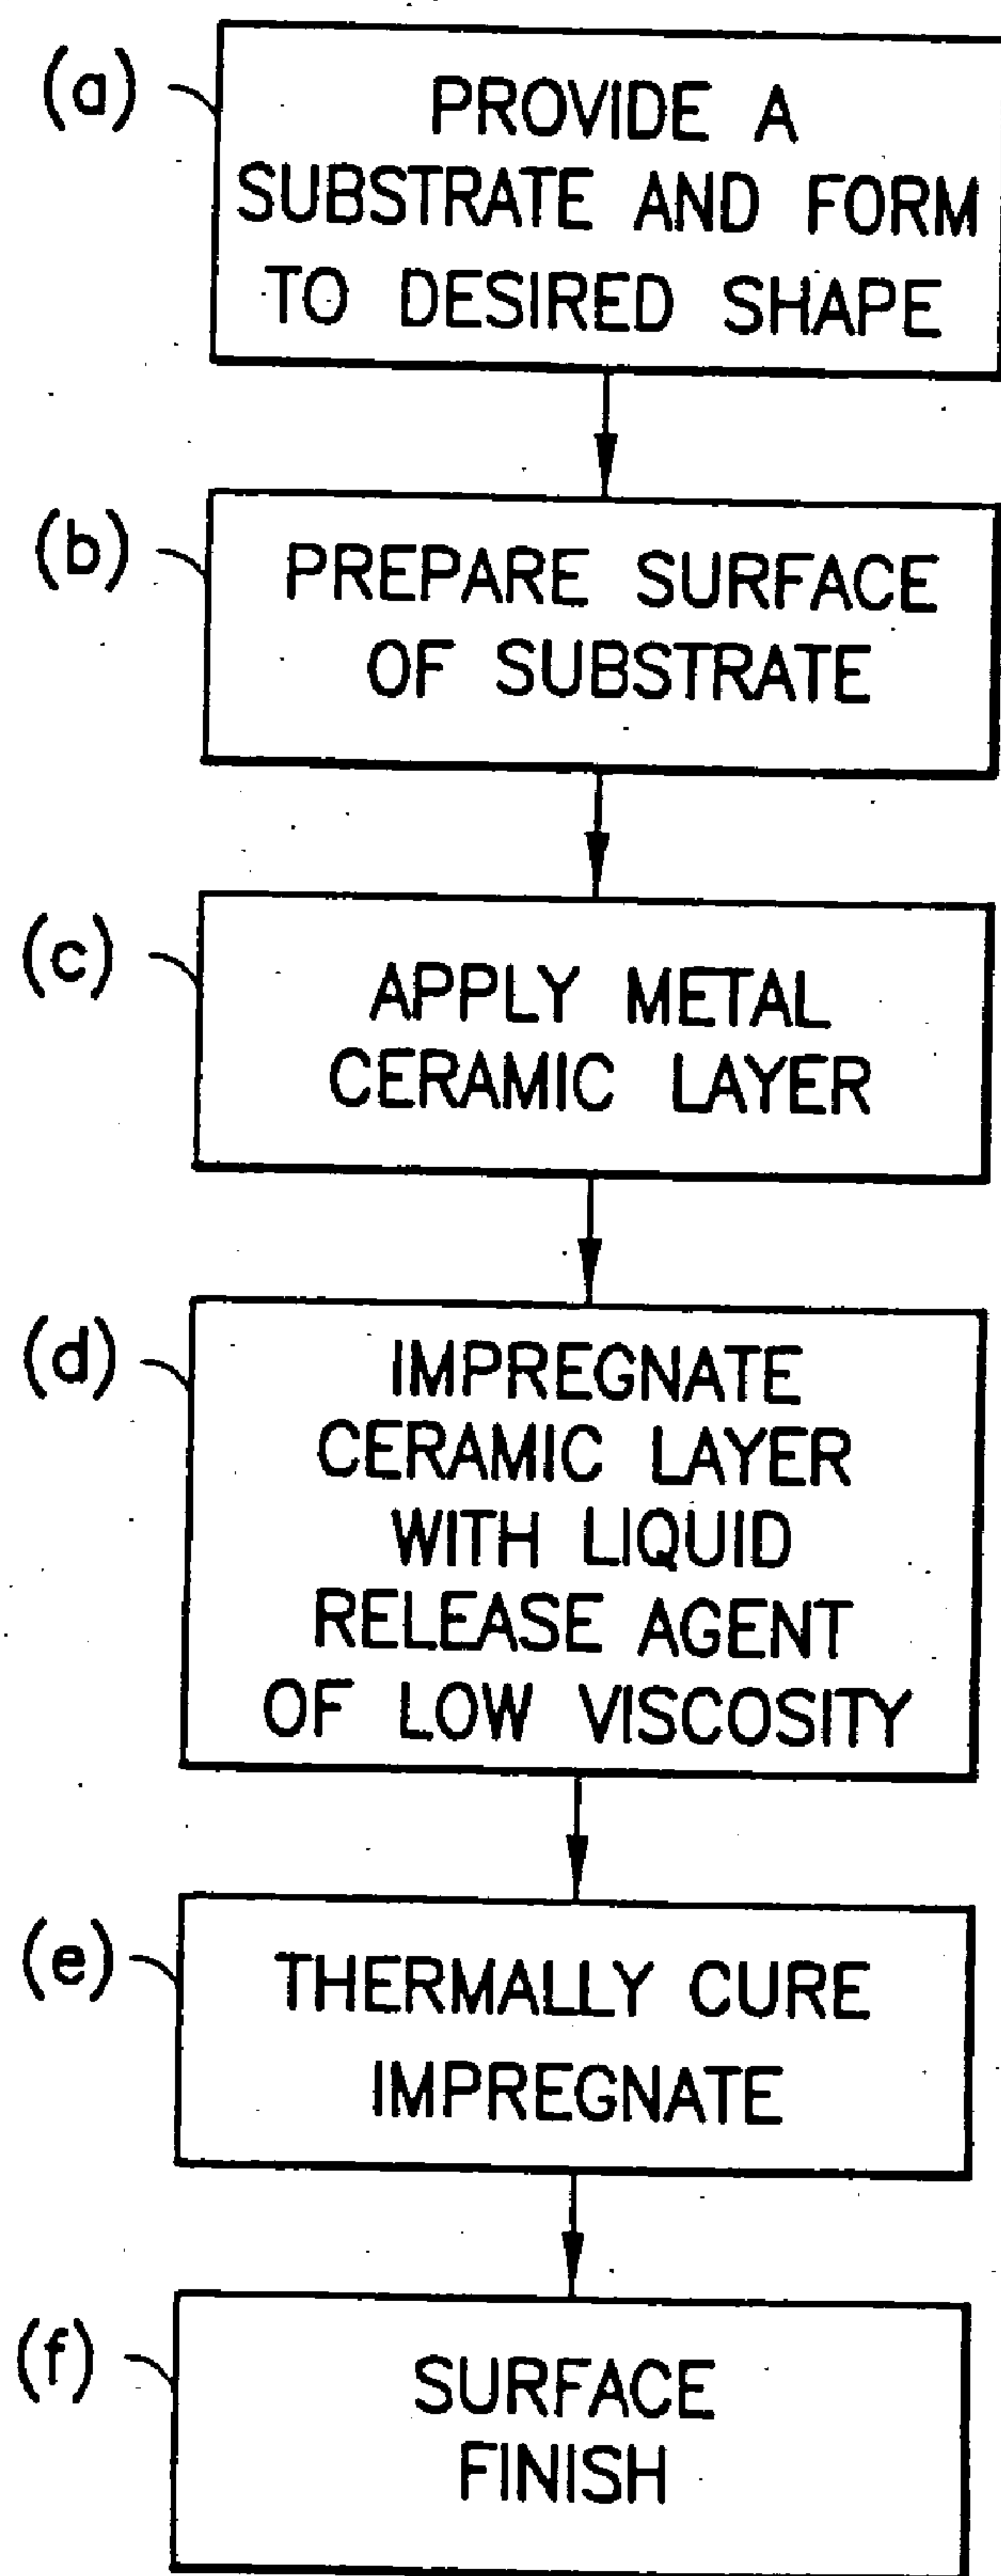 (a)
PROVIDE A
SUBSTRATE AND FORM
TO DESIRED SHAPE
(b)
PREPARE SURFACE
OF SUBSTRATE
(c)
APPLY METAL
CERAMIC LAYER
(d)
IMPREGNATE
CERAMIC LAYER
WITH LIQUID
RELEASE AGENT
OF LOW VISCOSITY
(e)
THERMALLY CURE
IMPREGNATE
(f)
SURFACE
FINISH